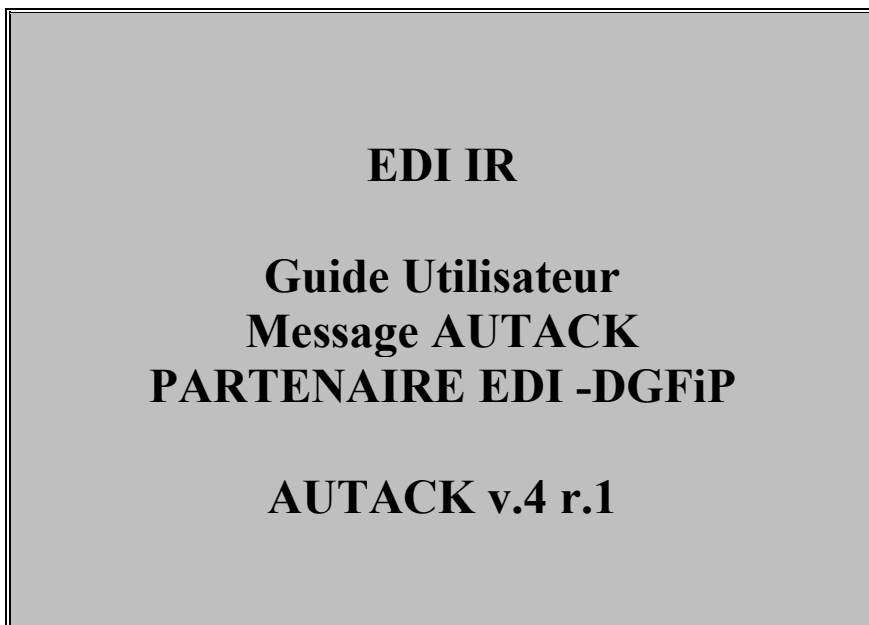 EDI IR
Guide Utilisateur
Message AUTACK
PARTENAIRE EDI -DGFiP
AUTACK v.4 r.1